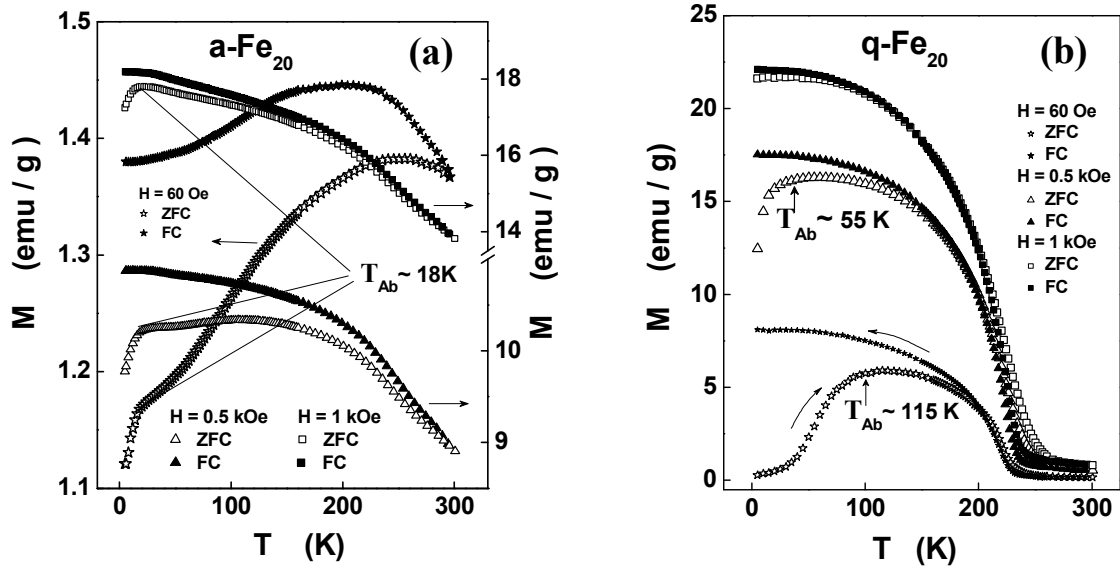 a-Fe20
(a)
1.5
1.4
1.3
1.2
1.1
M (emu / g)
18
16
14
10
9
M (emu / g)
H = 60 Oe
☆ ZFC
★ FC
TAb ~ 18K
H = 0.5 kOe H = 1 kOe
△ ZFC □ ZFC
▲ FC ■ FC
0 100 200 300
T (K)
q-Fe20
(b)
25
20
15
10
5
0
M (emu / g)
H = 60 Oe
☆ ZFC
★ FC
H = 0.5 kOe
△ ZFC
▲ FC
H = 1 kOe
□ ZFC
■ FC
TAb ~ 55 K
TAb ~ 115 K
0 100 200 300
T (K)